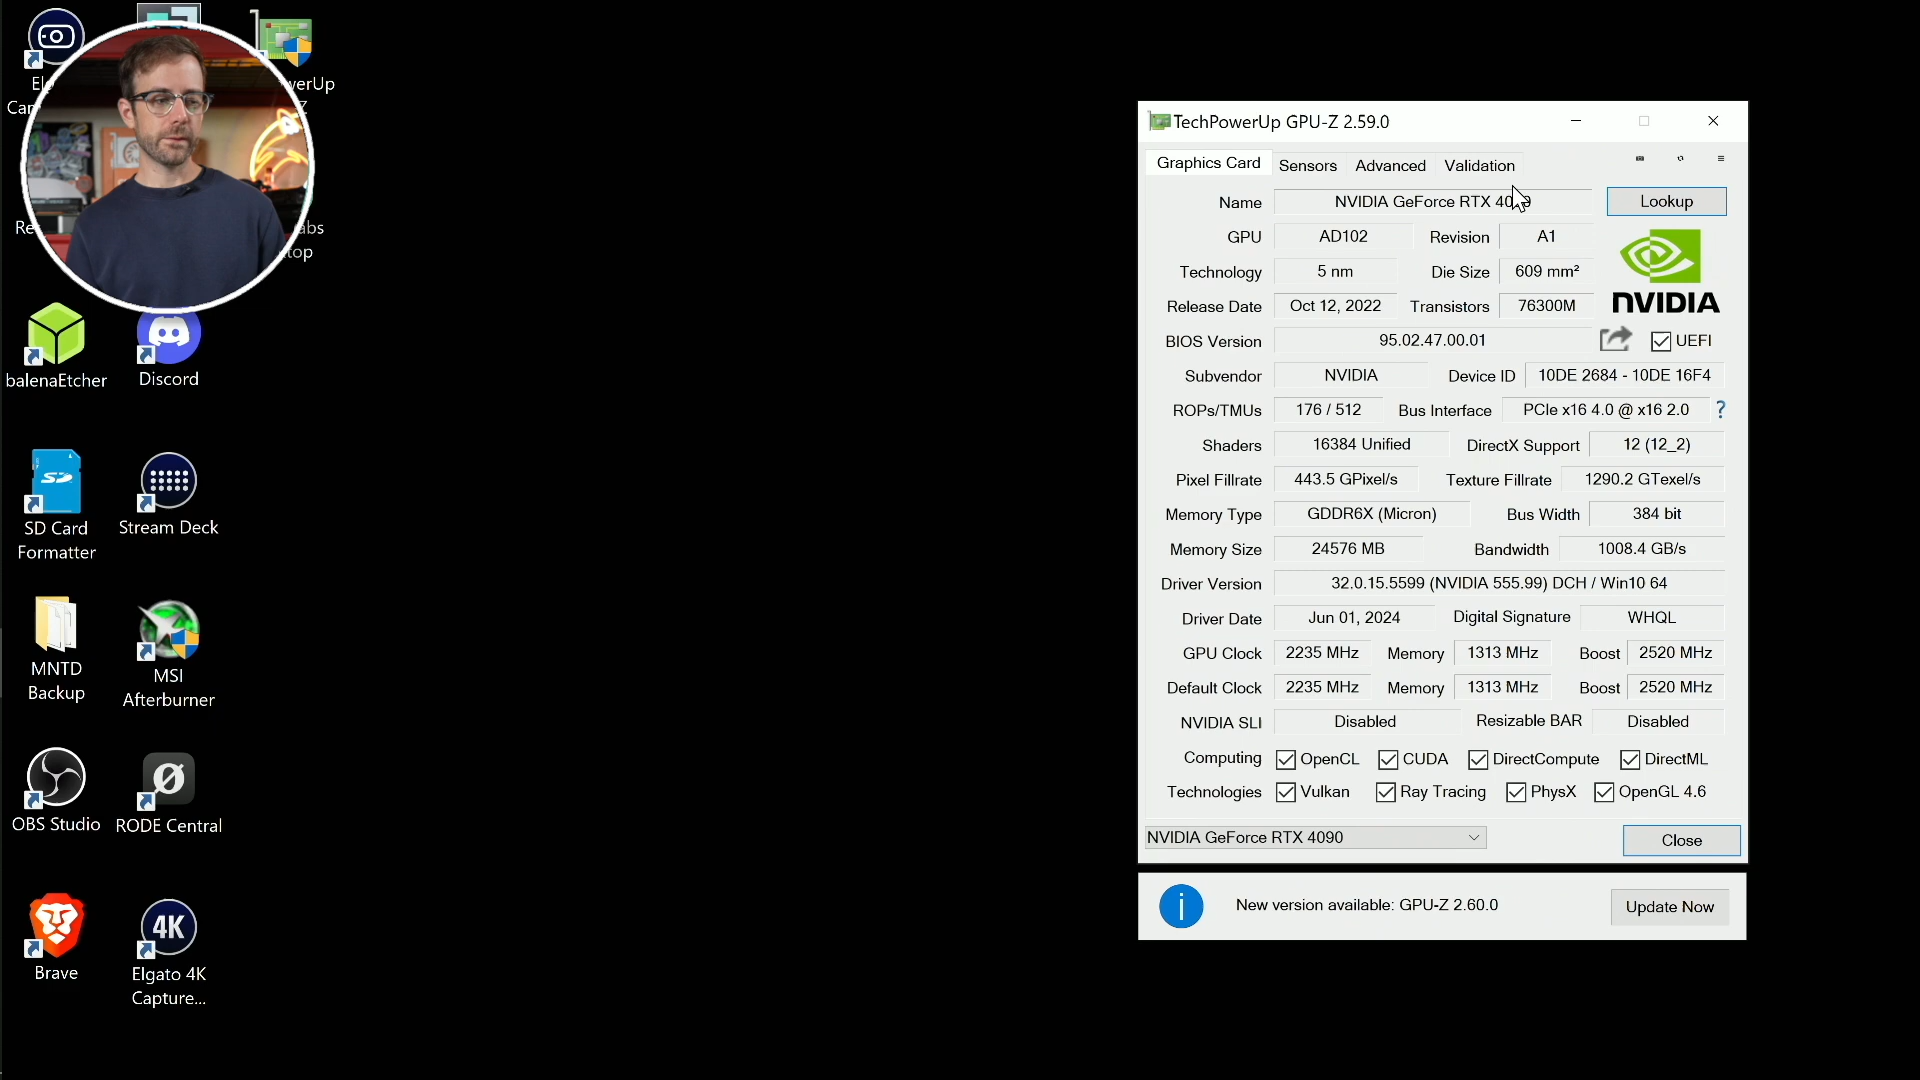 TechPowerUp GPU-Z 2.59.0
Graphics Card Sensors Advanced Validation
Name NVIDIA GeForce RTX Lookup
GPU AD102 Revision A1
Technology 5 nm Die Size 609 mm²
NVIDIA
Release Date Oct 12, 2022 Transistors 76300M
BIOS Version 95.02.47.00.01 UEFI
Subvendor NVIDIA Device ID 10DE 2684 - 10DE 16F4
ROPs/TMUs 176 / 512 Bus Interface PCIe x16 4.0 @ x16 2.0 ?
Shaders 16384 Unified DirectX Support 12 (12_2)
Pixel Fillrate 443.5 GPixel/s Texture Fillrate 1290.2 GTexel/s
Memory Type GDDR6X (Micron) Bus Width 384 bit
Memory Size 24576 MB Bandwidth 1008.4 GB/s
Driver Version 32.0.15.5599 (NVIDIA 555.99) DCH / Win10 64
Driver Date Jun 01, 2024 Digital Signature WHQL
GPU Clock 2235 MHz Memory 1313 MHz Boost 2520 MHz
Default Clock 2235 MHz Memory 1313 MHz Boost 2520 MHz
NVIDIA SLI Disabled Resizable BAR Disabled
Computing OpenCL CUDA DirectCompute DirectML
Technologies Vulkan Ray Tracing PhysX OpenGL 4.6
NVIDIA GeForce RTX 4090 Close
New version available: GPU-Z 2.60.0 Update Now
balenaEtcher
Discord
SD Card
Formatter
Stream Deck
MNTD
Backup
MSI
Afterburner
OBS Studio
RODE Central
Brave
4K
Elgato 4K
Capture...